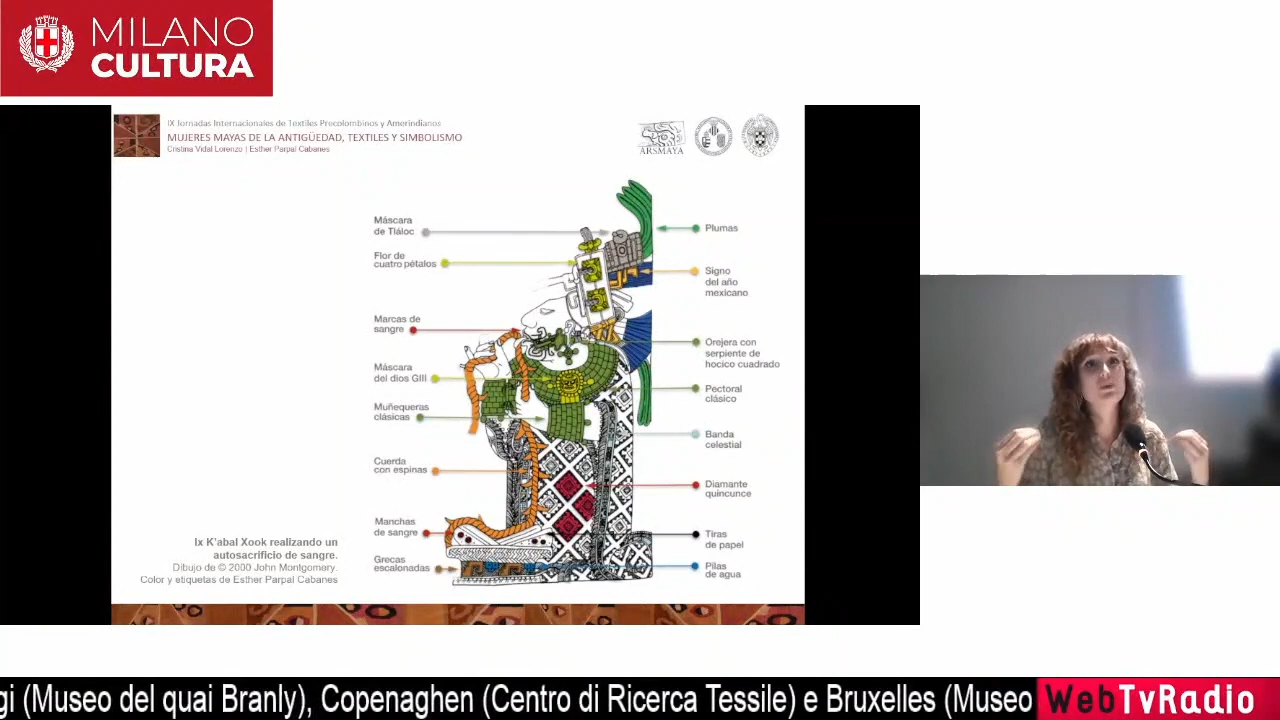 MILANO
CULTURA
IX Jornadas Internacionales de Textiles Precolombinos y Amerindianos
MUJERES MAYAS DE LA ANTIGÜEDAD, TEXTILES Y SIMBOLISMO
Cristina Vidal Lorenzo | Esther Parpal Cabanes
ARSMAYA
Máscara
de Tláloc
Flor de
cuatro pétalos
Marcas de
sangre
Máscara
del dios GIII
Muñequeras
clásicas
Cuerda
con espinas
Manchas
de sangre
Grecas
escalonadas
Plumas
Signo
del año
mexicano
Orejera con
serpiente de
hocico cuadrado
Pectoral
clásico
Banda
celestial
Diamante
quincunce
Tiras
de papel
Pilas
de agua
Ix K'abal Xook realizando un
autosacrificio de sangre.
Dibujo de © 2000 John Montgomery.
Color y etiquetas de Esther Parpal Cabanes
gi (Museo del quai Branly), Copenaghen (Centro di Ricerca Tessile) e Bruxelles (Museo
WebTvRadio